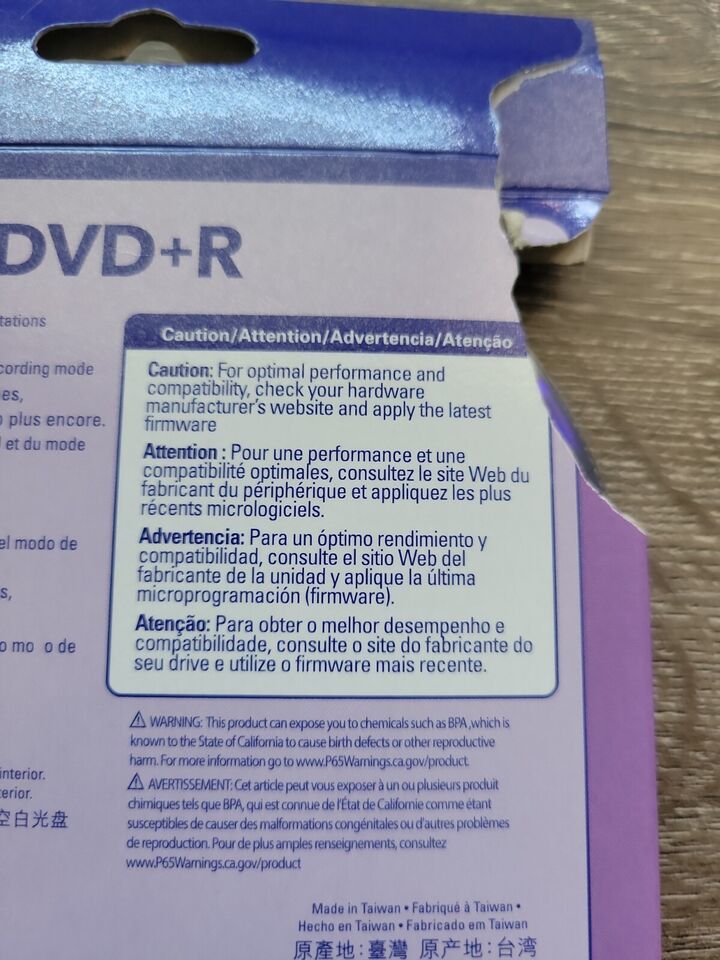 DVD+R
tations
cording mode
es,
o plus encore.
l et du mode
el modo de
s,
o mo o de
interior.
terior.
空白光盘
Caution/Attention/Advertencia/Atenção
Caution: For optimal performance and
compatibility, check your hardware
manufacturer's website and apply the latest
firmware
Attention : Pour une performance et une
compatibilité optimales, consultez le site Web du
fabricant du périphérique et appliquez les plus
récents micrologiciels.
Advertencia: Para un óptimo rendimiento y
compatibilidad, consulte el sitio Web del
fabricante de la unidad y aplique la última
microprogramación (firmware).
Atenção: Para obter o melhor desempenho e
compatibilidade, consulte o site do fabricante do
seu drive e utilize o firmware mais recente.
⚠ WARNING: This product can expose you to chemicals such as BPA ,which is
known to the State of California to cause birth defects or other reproductive
harm. For more information go to www.P65Warnings.ca.gov/product.
⚠ AVERTISSEMENT: Cet article peut vous exposer à un ou plusieurs produit
chimiques tels que BPA, qui est connue de l'État de Californie comme étant
susceptibles de causer des malformations congénitales ou d'autres problèmes
de reproduction. Pour de plus amples renseignements, consultez
www.P65Warnings.ca.gov/product
Made in Taiwan • Fabriqué à Taiwan •
Hecho en Taiwan • Fabricado em Taiwan
原產地:臺灣 原产地:台湾